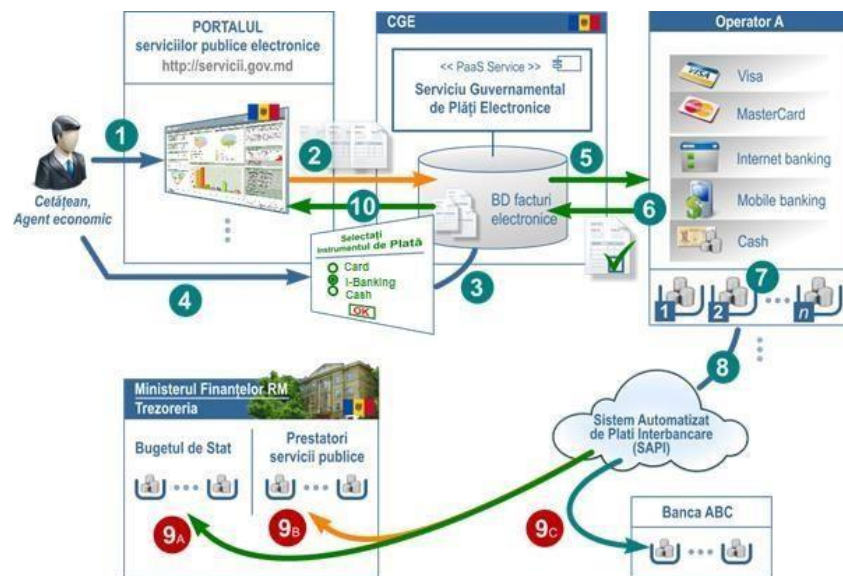 PORTALUL
serviciilor publice electronice
http://servicii.gov.md
CGE
<< PaaS Service >>
Serviciu Guvernamental
de Plăți Electronice
Operator A
Visa
MasterCard
Internet banking
Mobile banking
Cash
1
2
5
Cetățean,
Agent economic
10
BD facturi
electronice
6
Selectați
Instrumentul de Plată
Card
I-Banking
Cash
OK
3
4
7
1
2
n
8
Ministerul Finanțelor RM
Trezoreria
Bugetul de Stat
Prestatori
servicii publice
Sistem Automatizat
de Plati Interbancare
(SAPI)
9A
9B
9C
Banca ABC